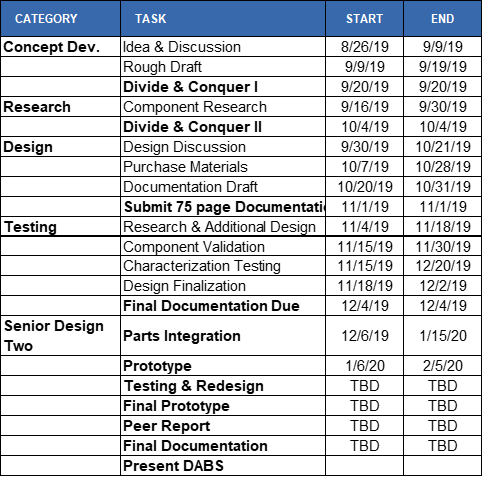 CATEGORY TASK START END
Concept Dev. Idea & Discussion 8/26/19 9/9/19
Rough Draft 9/9/19 9/19/19
Divide & Conquer I 9/20/19 9/20/19
Research Component Research 9/16/19 9/30/19
Divide & Conquer II 10/4/19 10/4/19
Design Design Discussion 9/30/19 10/21/19
Purchase Materials 10/7/19 10/28/19
Documentation Draft 10/20/19 10/31/19
Submit 75 page Documentati 11/1/19 11/1/19
Testing Research & Additional Design 11/4/19 11/18/19
Component Validation 11/15/19 11/30/19
Characterization Testing 11/15/19 12/20/19
Design Finalization 11/18/19 12/2/19
Final Documentation Due 12/4/19 12/4/19
Senior Design
Two Parts Integration 12/6/19 1/15/20
Prototype 1/6/20 2/5/20
Testing & Redesign TBD TBD
Final Prototype TBD TBD
Peer Report TBD TBD
Final Documentation TBD TBD
Present DABS